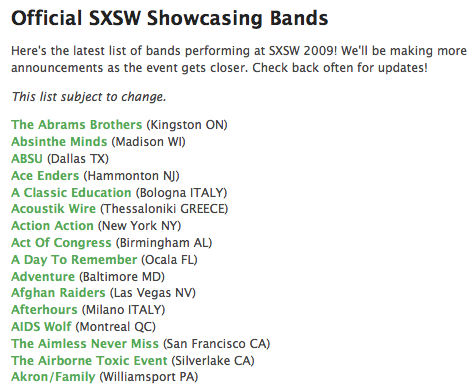 Official SXSW Showcasing Bands
Here's the latest list of bands performing at SXSW 2009! We'll be making more
announcements as the event gets closer. Check back often for updates!
This list subject to change.
The Abrams Brothers (Kingston ON)
Absinthe Minds (Madison WI)
ABSU (Dallas TX)
Ace Enders (Hammonton NJ)
A Classic Education (Bologna ITALY)
Acoustik Wire (Thessaloniki GREECE)
Action Action (New York NY)
Act Of Congress (Birmingham AL)
A Day To Remember (Ocala FL)
Adventure (Baltimore MD)
Afghan Raiders (Las Vegas NV)
Afterhours (Milano ITALY)
AIDS Wolf (Montreal QC)
The Aimless Never Miss (San Francisco CA)
The Airborne Toxic Event (Silverlake CA)
Akron/Family (Williamsport PA)